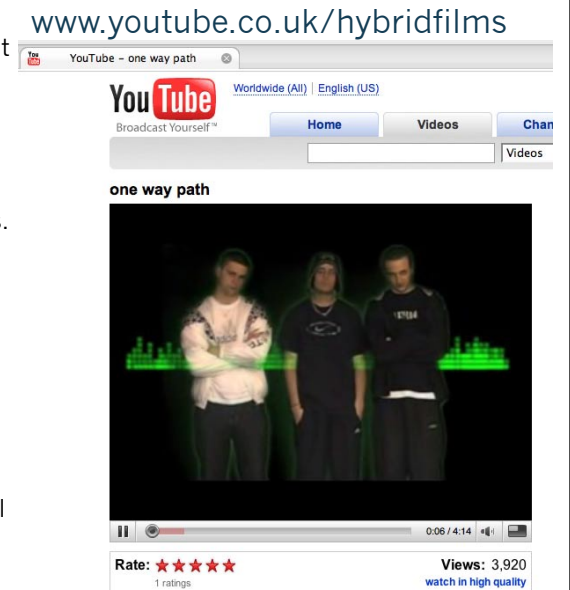 www.youtube.co.uk/hybridfilms
t
You Tube YouTube – one way path
You Tube Worldwide (All) English (US)
Broadcast Yourself™ Home Videos Chan
Videos
one way path
.
l
0:06 / 4:14
Rate: Views: 3,920
1 ratings watch in high quality